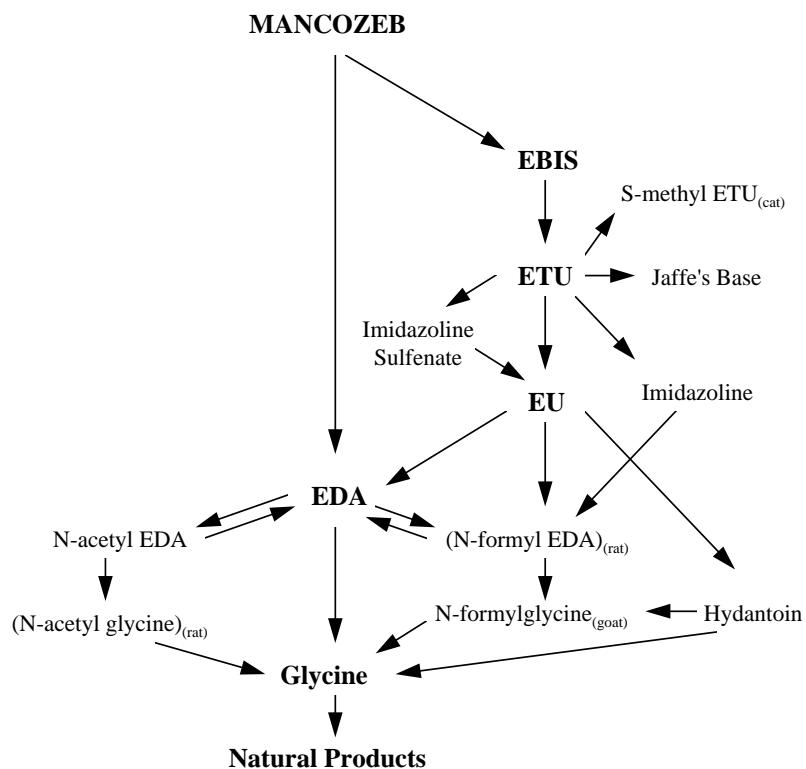 MANCOZEB
EBIS
S-methyl ETU(cat)
ETU
Jaffe's Base
Imidazoline
Sulfenate
EU
Imidazoline
EDA
N-acetyl EDA
(N-formyl EDA)(rat)
(N-acetyl glycine)(rat)
N-formylglycine(goat)
Hydantoin
Glycine
Natural Products